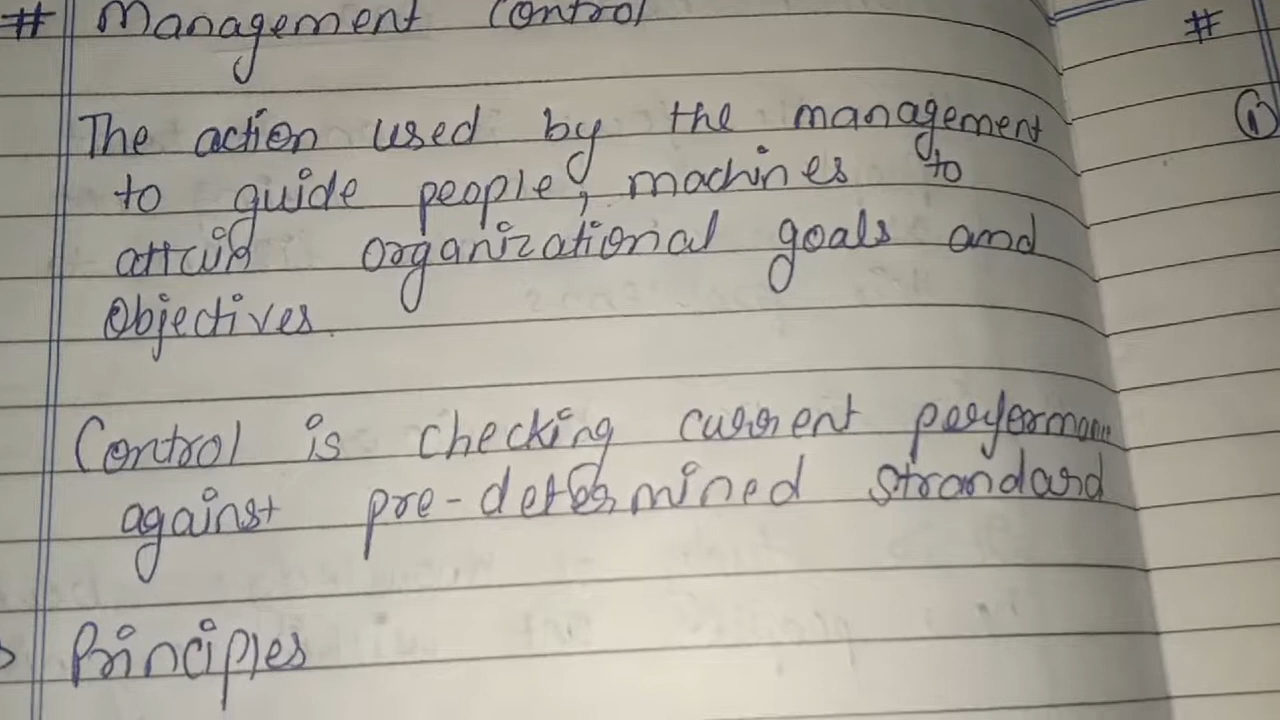 # Management Control
The action used by the management
to guide people, machines to
attain organizational goals and
Objectives.
Control is checking current performance
against pre-determined strandard
Principles
#
i